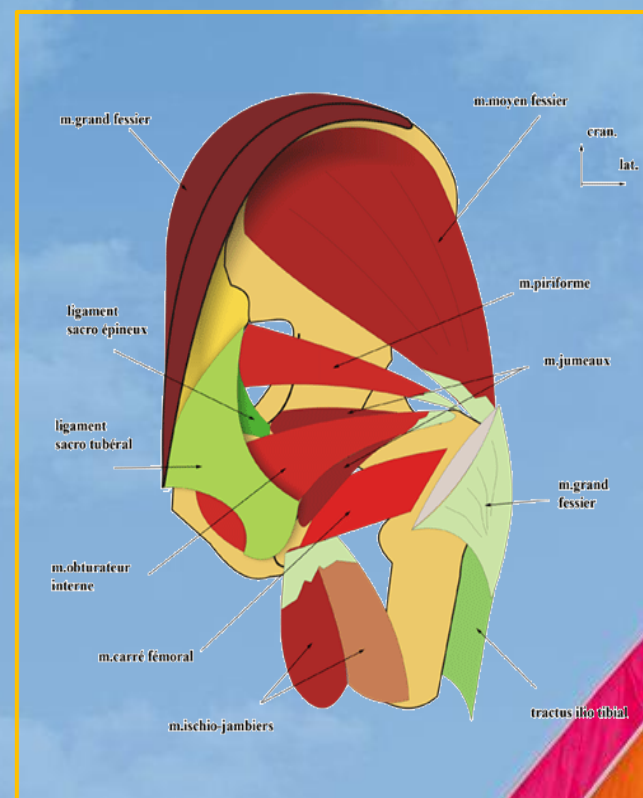 m.moyen fessier
m.grand fessier
cran.
lat.
m.piriforme
ligament
sacro épineux
m.jumeaux
ligament
sacro tubéral
m.grand
fessier
m.obturateur
interne
m.carré fémoral
tractus ilio tibial
m.ischio-jambiers